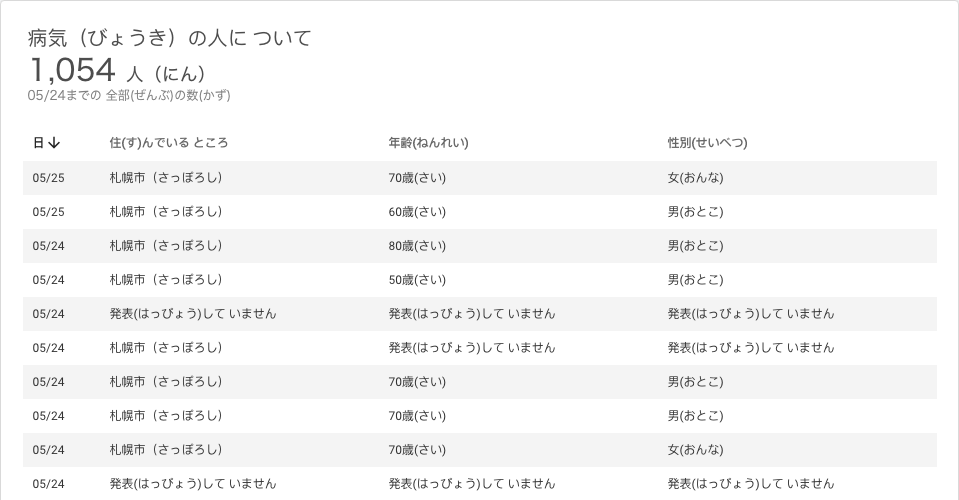 病気（びょうき）の人に ついて
1,054 人（にん）
05/24までの 全部(ぜんぶ)の数(かず)
日↓ 住(す)んでいる ところ 年齢(ねんれい) 性別(せいべつ)
05/25 札幌市（さっぽろし） 70歳(さい) 女(おんな)
05/25 札幌市（さっぽろし） 60歳(さい) 男(おとこ)
05/24 札幌市（さっぽろし） 80歳(さい) 男(おとこ)
05/24 札幌市（さっぽろし） 50歳(さい) 男(おとこ)
05/24 発表(はっぴょう)して いません 発表(はっぴょう)して いません 発表(はっぴょう)して いません
05/24 札幌市（さっぽろし） 発表(はっぴょう)して いません 発表(はっぴょう)して いません
05/24 札幌市（さっぽろし） 70歳(さい) 男(おとこ)
05/24 札幌市（さっぽろし） 70歳(さい) 男(おとこ)
05/24 札幌市（さっぽろし） 70歳(さい) 女(おんな)
05/24 発表(はっぴょう)して いません 発表(はっぴょう)して いません 発表(はっぴょう)して いません